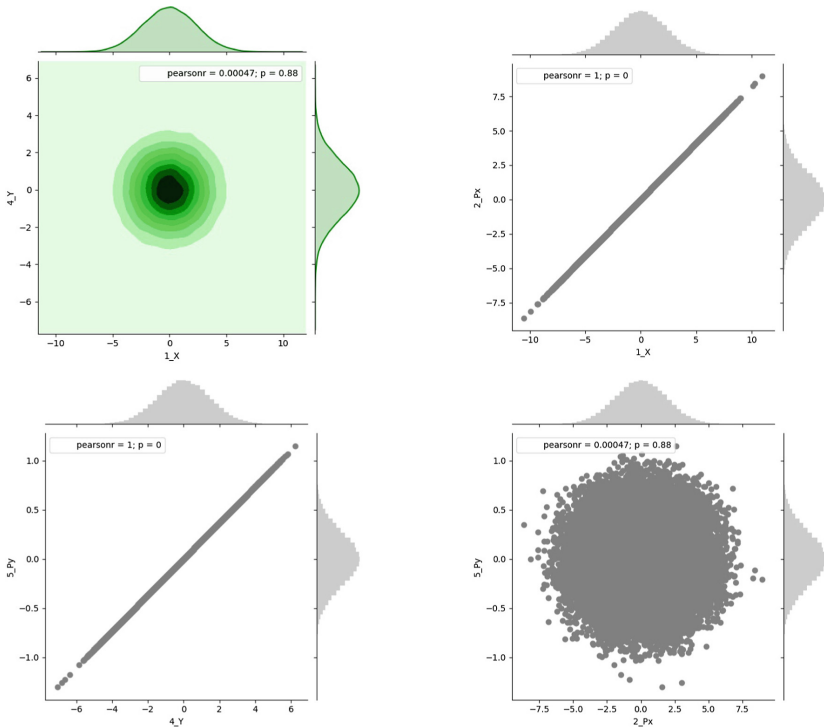 pearsonr = 0.00047; p = 0.88
6
4
2
0
−2
−4
−6
4_Y
−10 −5 0 5 10
1_X
pearsonr = 1; p = 0
7.5
5.0
2.5
0.0
−2.5
−5.0
−7.5
2_Px
−10 −5 0 5 10
1_X
pearsonr = 1; p = 0
1.0
0.5
0.0
−0.5
−1.0
5_Py
−6 −4 −2 0 2 4 6
4_Y
pearsonr = 0.00047; p = 0.88
1.0
0.5
0.0
−0.5
−1.0
5_Py
−7.5 −5.0 −2.5 0.0 2.5 5.0 7.5
2_Px